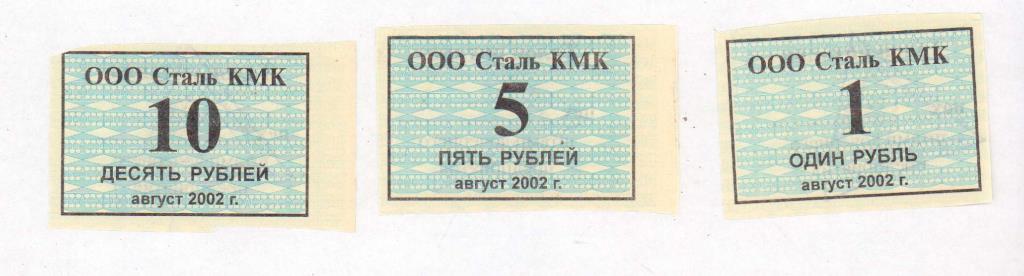 ООО Сталь КМК
10
ДЕСЯТЬ РУБЛЕЙ
август 2002 г.
ООО Сталь КМК
5
ПЯТЬ РУБЛЕЙ
август 2002 г.
ООО Сталь КМК
1
ОДИН РУБЛЬ
август 2002 г.